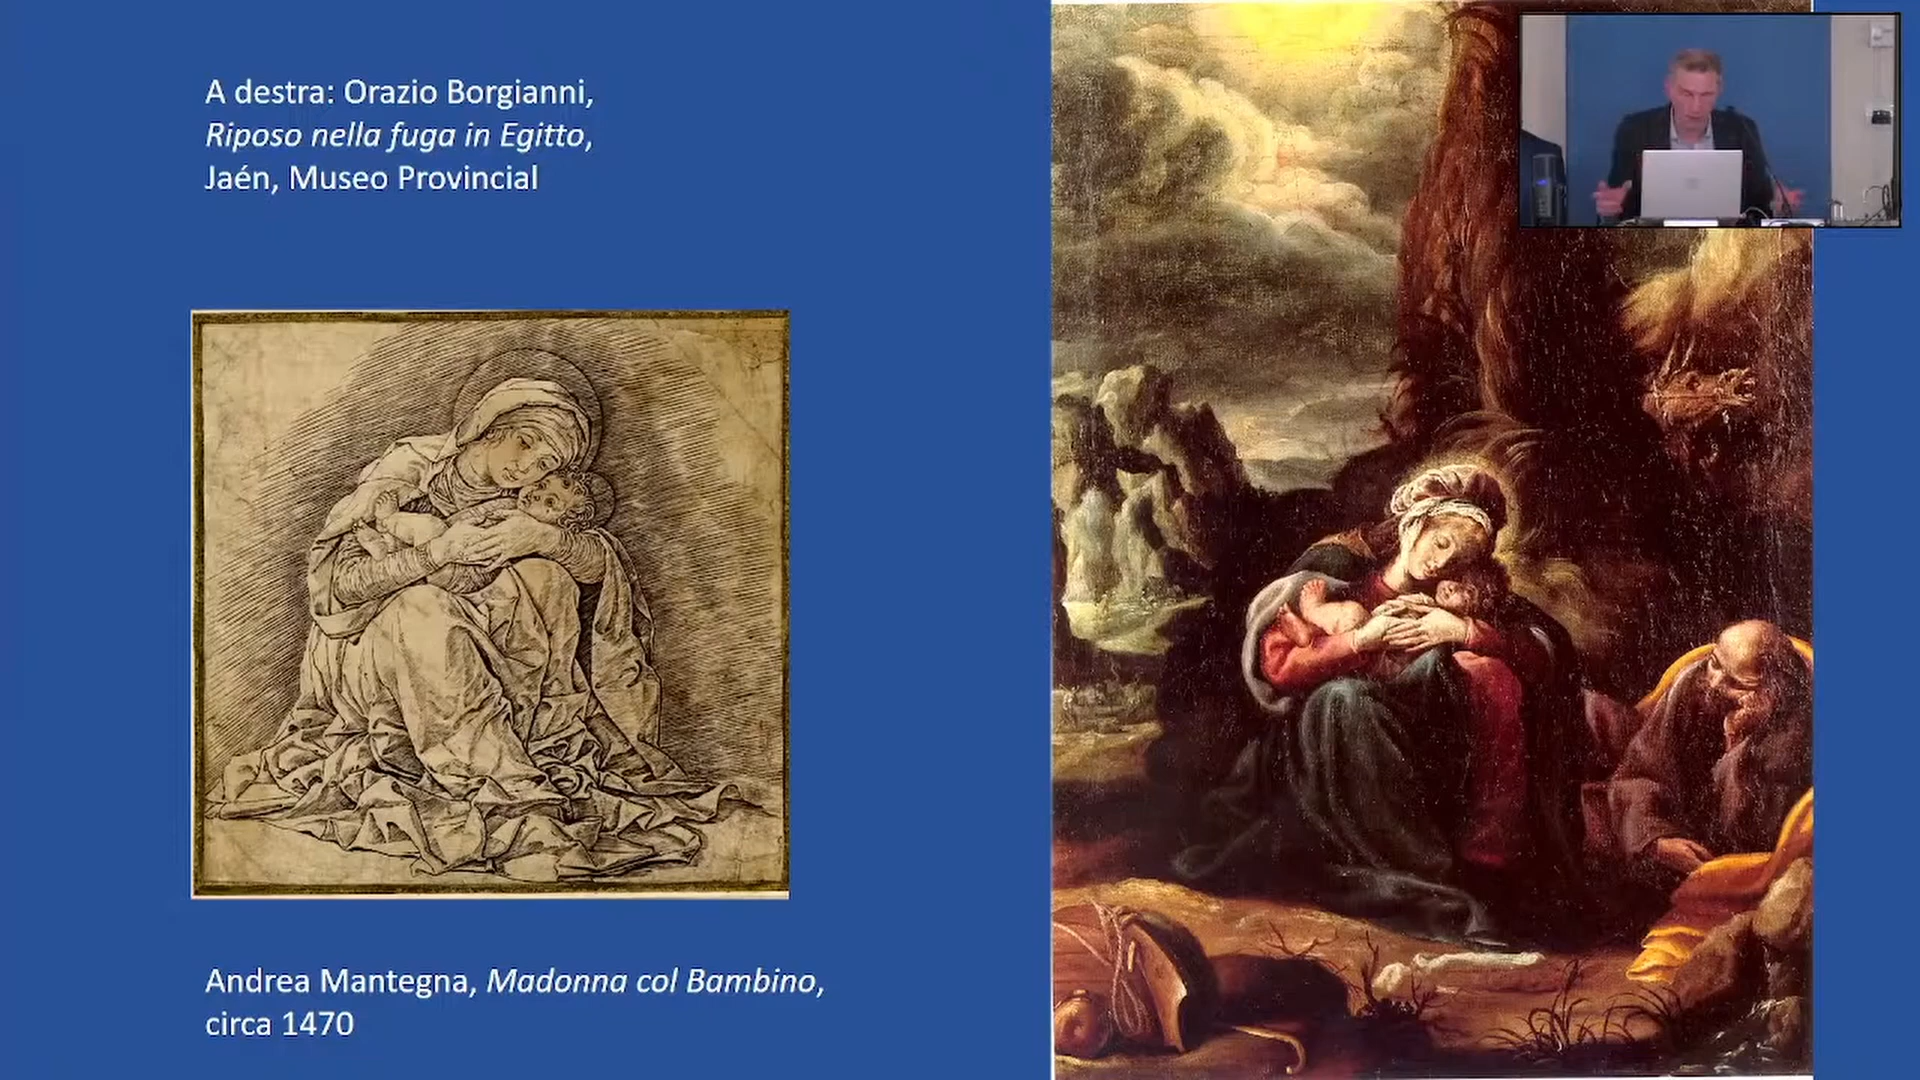 A destra: Orazio Borgianni,
Riposo nella fuga in Egitto,
Jaén, Museo Provincial
Andrea Mantegna, Madonna col Bambino,
circa 1470